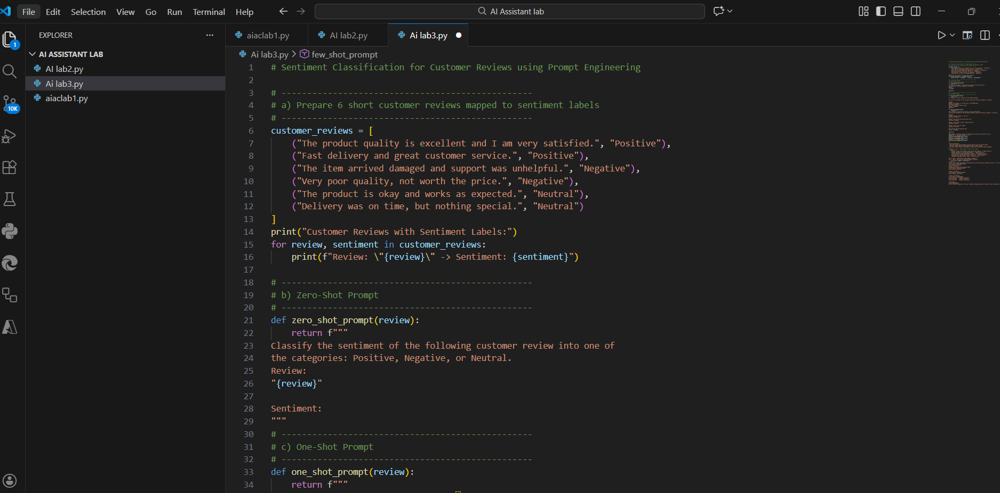 File Edit Selection View Go Run Terminal Help
AI Assistant lab
EXPLORER
1
AI ASSISTANT LAB
AI lab2.py
Ai lab3.py
aiaclab1.py
10K
aiaclab1.py
AI lab2.py
Ai lab3.py
Ai lab3.py > few_shot_prompt
1 # Sentiment Classification for Customer Reviews using Prompt Engineering
2
3 # -------------------------------------------------
4 # a) Prepare 6 short customer reviews mapped to sentiment labels
5 # -------------------------------------------------
6 customer_reviews = [
7     ("The product quality is excellent and I am very satisfied.", "Positive"),
8     ("Fast delivery and great customer service.", "Positive"),
9     ("The item arrived damaged and support was unhelpful.", "Negative"),
10     ("Very poor quality, not worth the price.", "Negative"),
11     ("The product is okay and works as expected.", "Neutral"),
12     ("Delivery was on time, but nothing special.", "Neutral")
13 ]
14 print("Customer Reviews with Sentiment Labels:")
15 for review, sentiment in customer_reviews:
16     print(f"Review: \"{review}\" -> Sentiment: {sentiment}")
17
18 # -------------------------------------------------
19 # b) Zero-Shot Prompt
20 # -------------------------------------------------
21 def zero_shot_prompt(review):
22     return f"""
23 Classify the sentiment of the following customer review into one of
24 the categories: Positive, Negative, or Neutral.
25 Review:
26 "{review}"
27
28 Sentiment:
29 """
30 # -------------------------------------------------
31 # c) One-Shot Prompt
32 # -------------------------------------------------
33 def one_shot_prompt(review):
34     return f"""